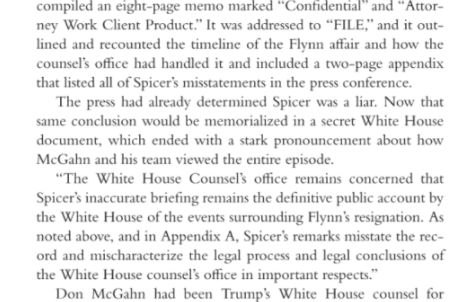 compiled an eight-page memo marked “Confidential” and “Attor-
ney Work Client Product.” It was addressed to “FILE,” and it out-
lined and recounted the timeline of the Flynn affair and how the
counsel’s office had handled it and included a two-page appendix
that listed all of Spicer’s misstatements in the press conference.
The press had already determined Spicer was a liar. Now that
same conclusion would be memorialized in a secret White House
document, which ended with a stark pronouncement about how
McGahn and his team viewed the entire episode.
“The White House Counsel’s office remains concerned that
Spicer’s inaccurate briefing remains the definitive public account by
the White House of the events surrounding Flynn’s resignation. As
noted above, and in Appendix A, Spicer’s remarks misstate the rec-
ord and mischaracterize the legal process and legal conclusions of
the White House counsel’s office in important respects.”
Don McGahn had been Trump’s White House counsel for